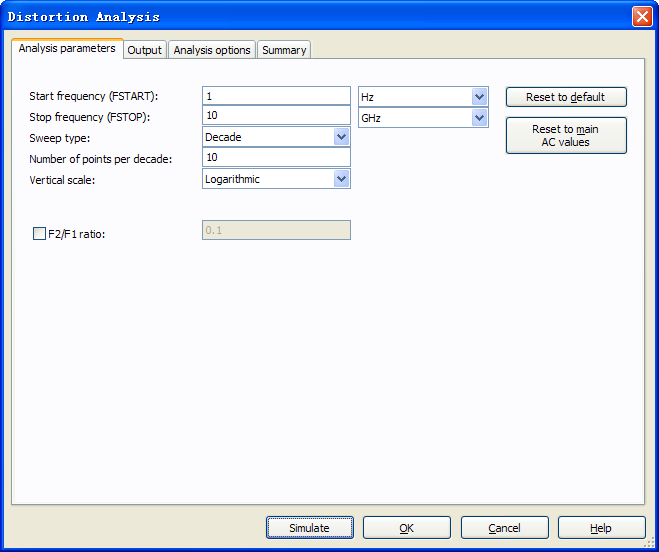 Distortion Analysis
Analysis parameters Output Analysis options Summary
Start frequency (FSTART): 1 Hz Reset to default
Stop frequency (FSTOP): 10 GHz
Sweep type: Decade Reset to main
AC values
Number of points per decade: 10
Vertical scale: Logarithmic
F2/F1 ratio: 0.1
Simulate OK Cancel Help